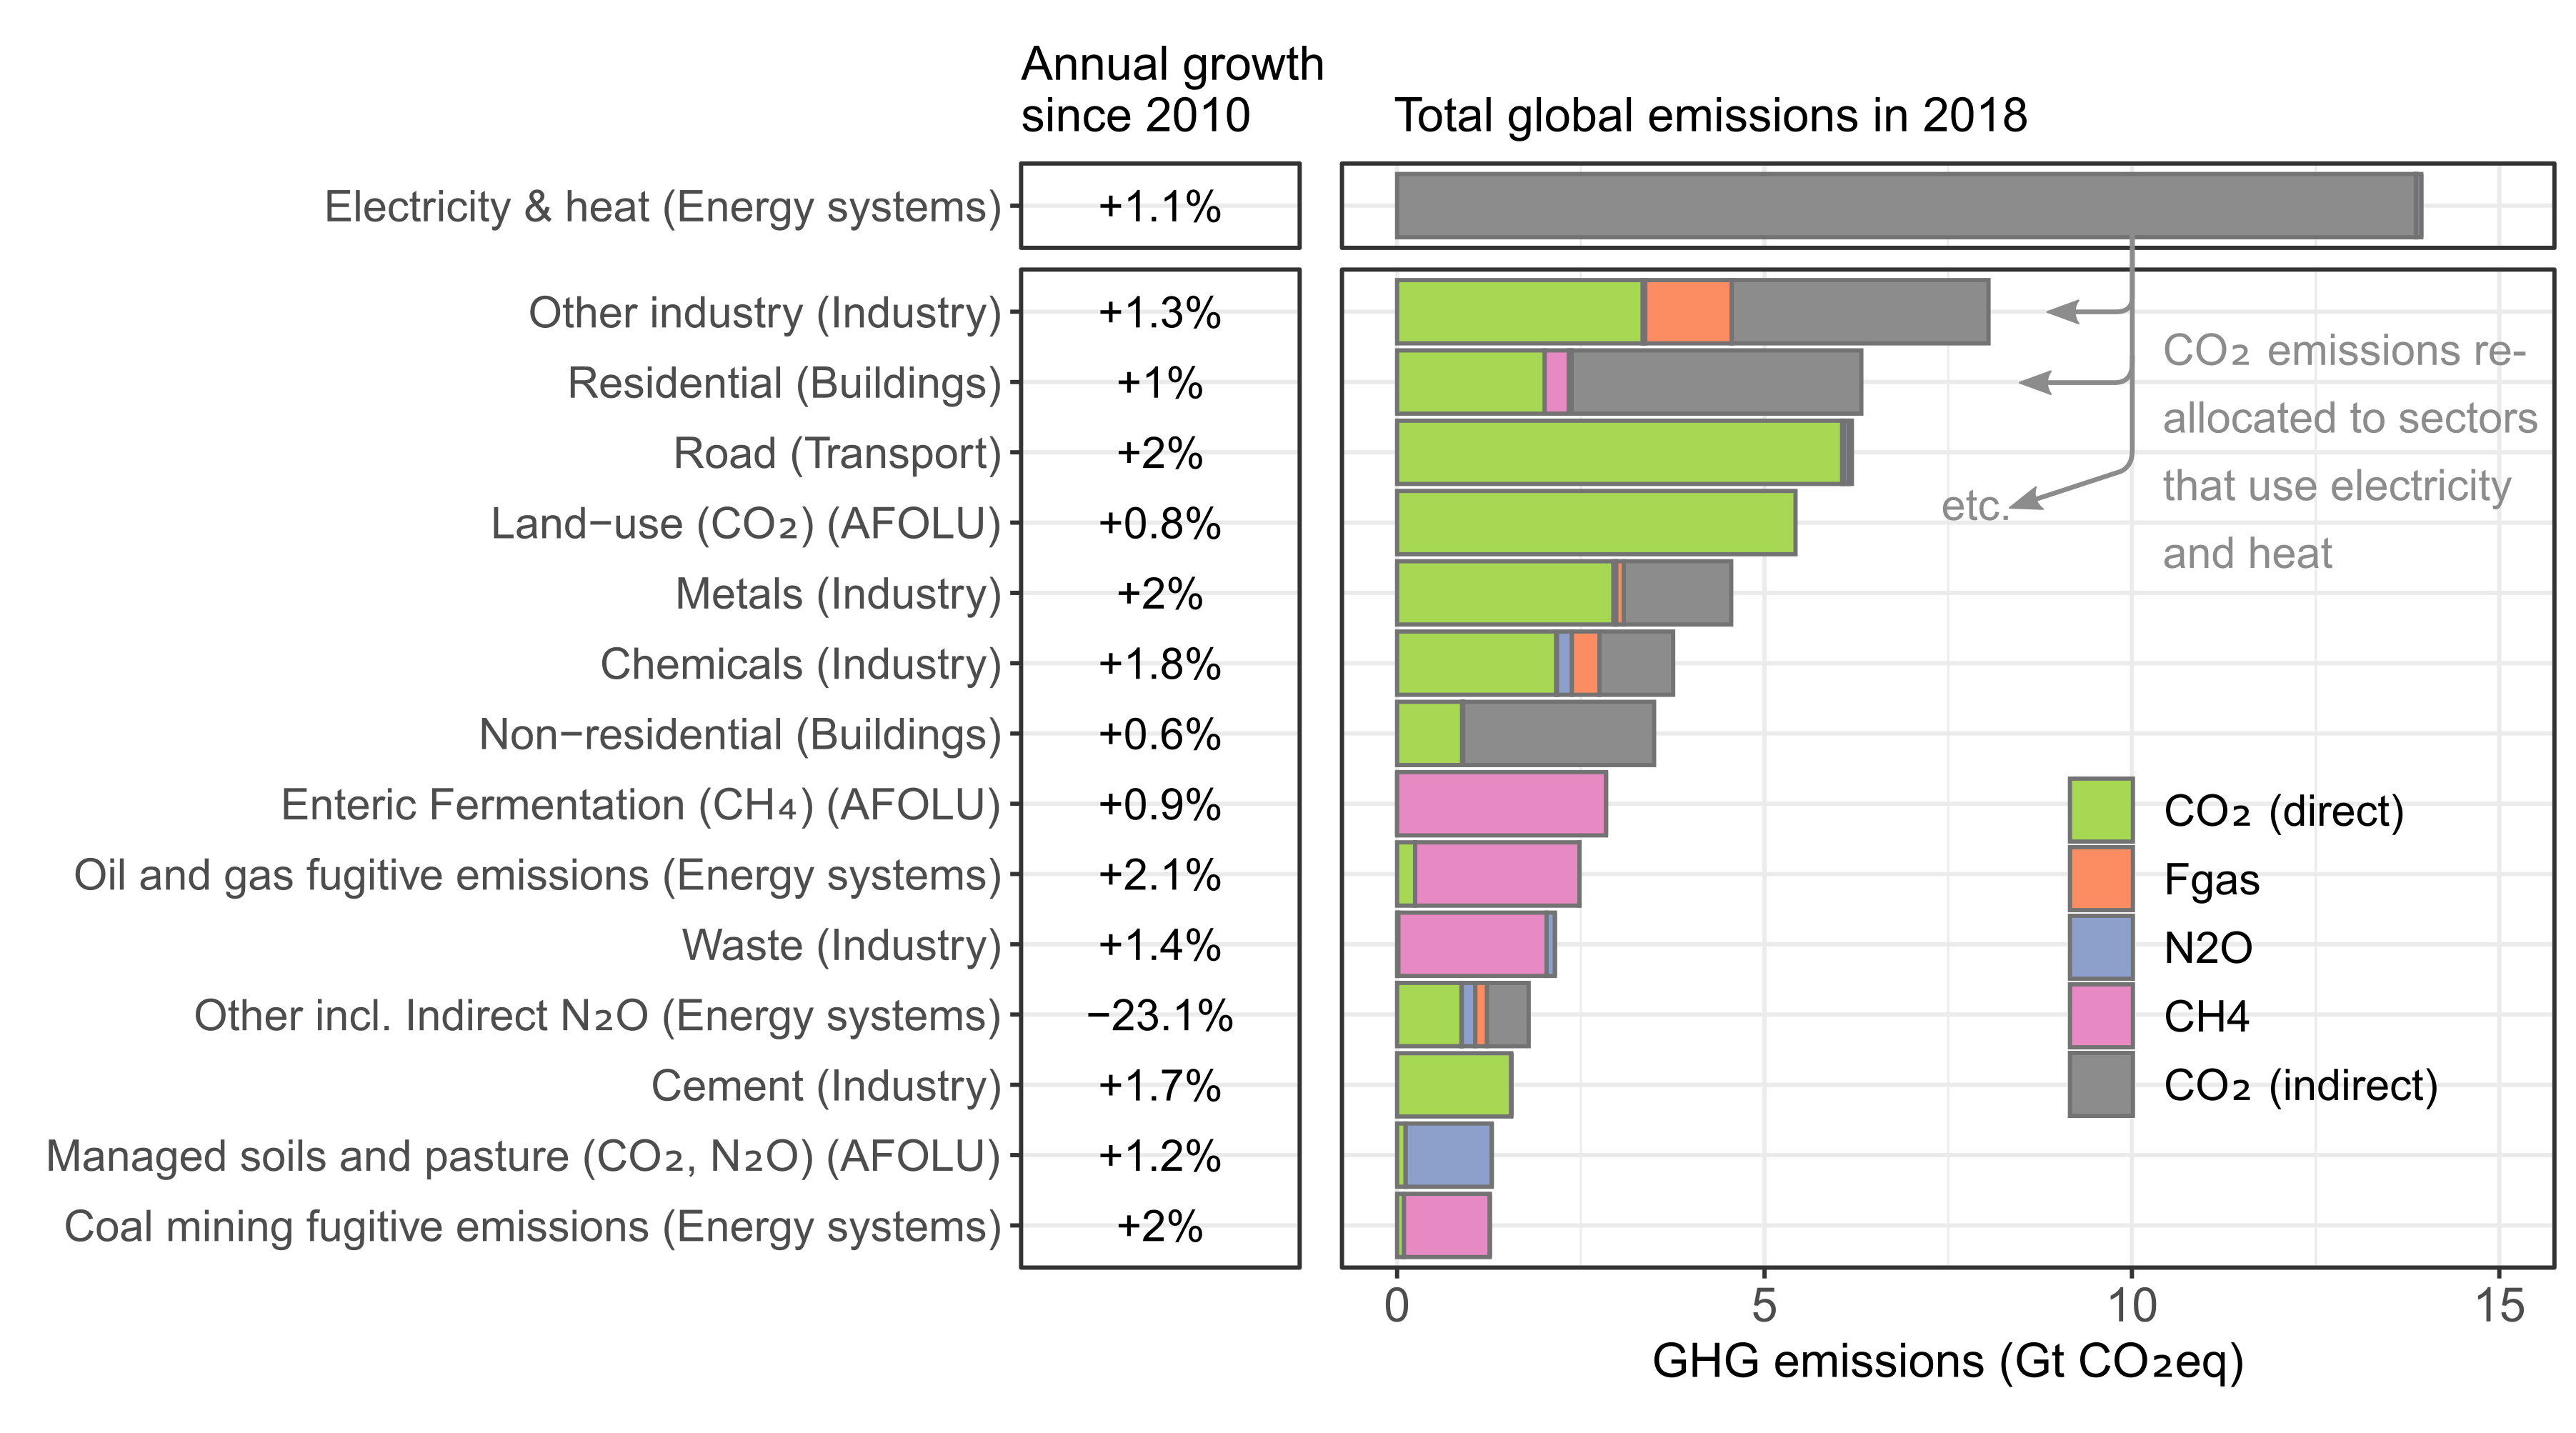 Annual growth
since 2010
Total global emissions in 2018
Electricity & heat (Energy systems)
+1.1%
Other industry (Industry)
+1.3%
Residential (Buildings)
+1%
Road (Transport)
+2%
Land−use (CO₂) (AFOLU)
+0.8%
Metals (Industry)
+2%
Chemicals (Industry)
+1.8%
Non−residential (Buildings)
+0.6%
Enteric Fermentation (CH₄) (AFOLU)
+0.9%
Oil and gas fugitive emissions (Energy systems)
+2.1%
Waste (Industry)
+1.4%
Other incl. Indirect N₂O (Energy systems)
−23.1%
Cement (Industry)
+1.7%
Managed soils and pasture (CO₂, N₂O) (AFOLU)
+1.2%
Coal mining fugitive emissions (Energy systems)
+2%
CO₂ emissions re-
allocated to sectors
that use electricity
and heat
etc.
CO₂ (direct)
Fgas
N2O
CH4
CO₂ (indirect)
0 5 10 15
GHG emissions (Gt CO₂eq)